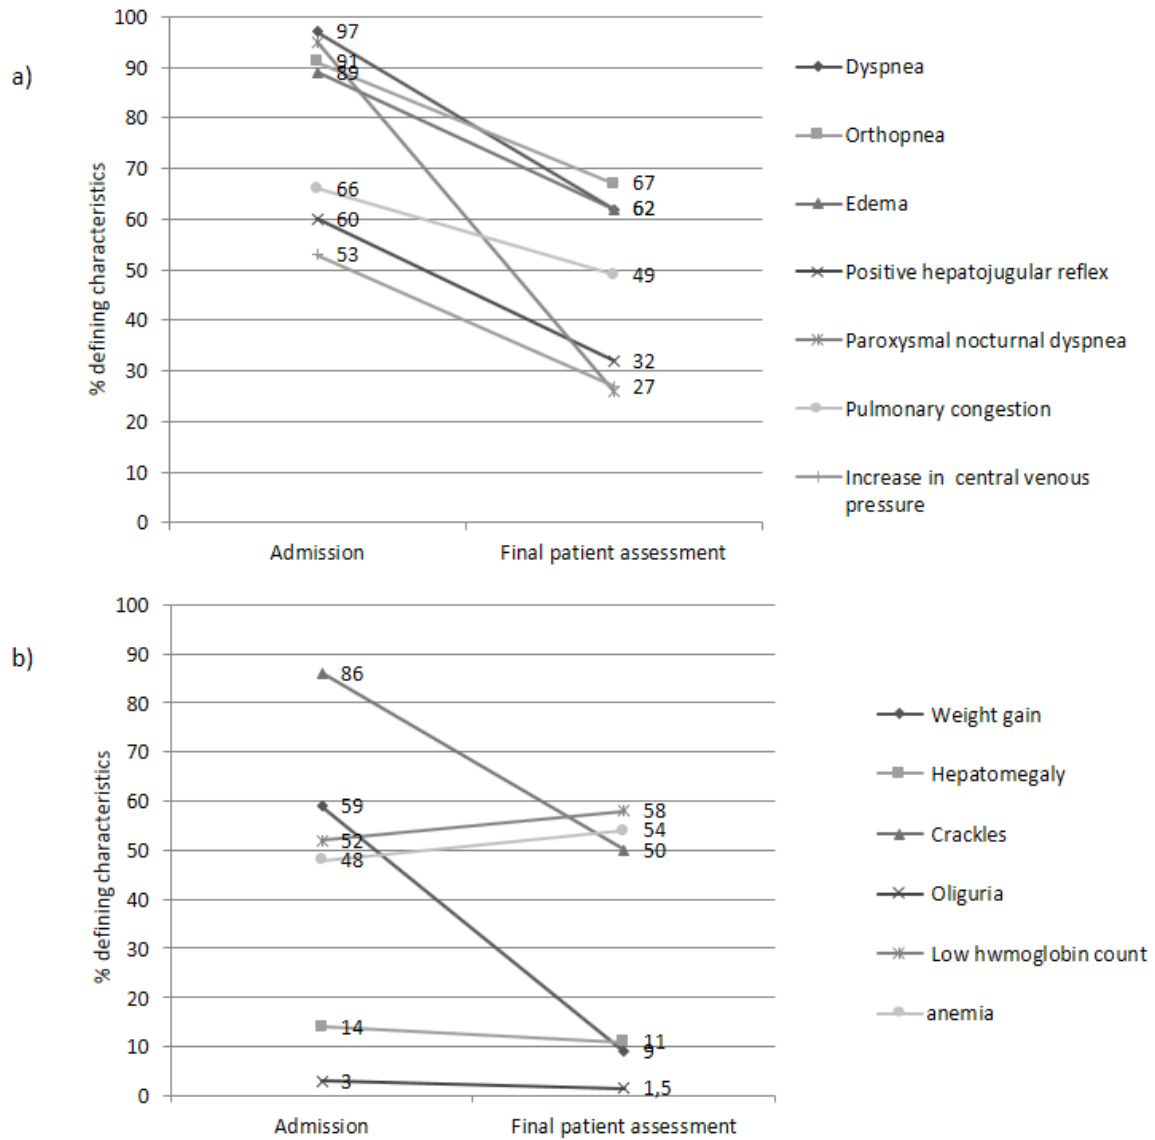 a)
% defining characteristics
100
90
80
70
60
50
40
30
20
10
0
97
91
89
66
60
53
67
62
49
32
27
Admission
Final patient assessment
Dyspnea
Orthopnea
Edema
Positive hepatojugular reflex
Paroxysmal nocturnal dyspnea
Pulmonary congestion
Increase in central venous
pressure
b)
% defining characteristics
100
90
80
70
60
50
40
30
20
10
0
86
59
52
48
14
3
58
54
50
11
9
1,5
Admission
Final patient assessment
Weight gain
Hepatomegaly
Crackles
Oliguria
Low hwmoglobin count
anemia